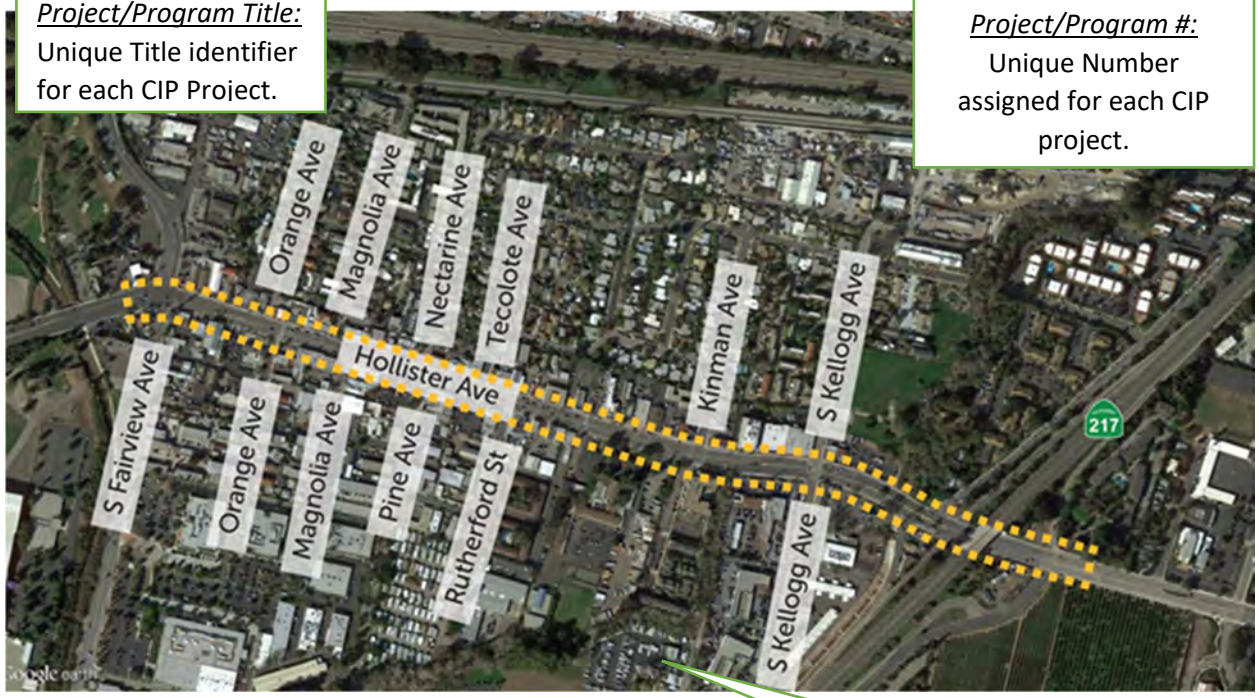 Project/Program Title:
Unique Title identifier
for each CIP Project.
Project/Program #:
Unique Number
assigned for each CIP
project.
Orange Ave
Magnolia Ave
Nectarine Ave
Tecolote Ave
Kinman Ave
S Kellogg Ave
Hollister Ave
217
S Fairview Ave
Orange Ave
Magnolia Ave
Pine Ave
Rutherford St
S Kellogg Ave
Google earth